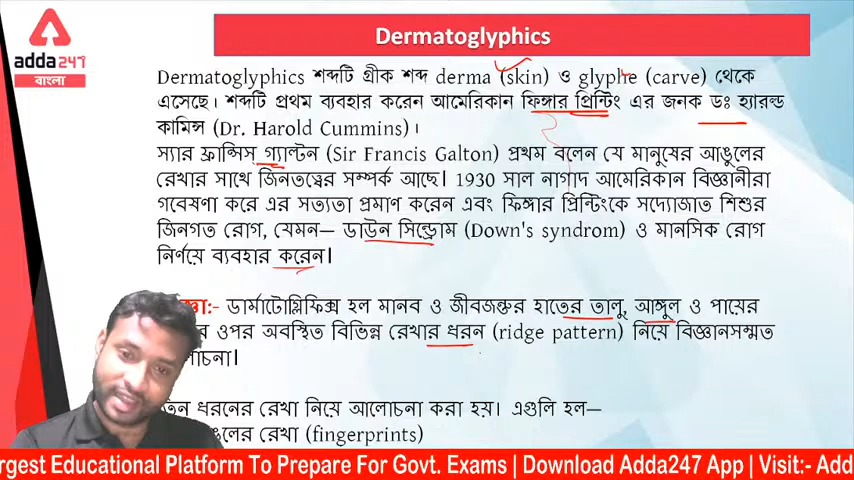 Dermatoglyphics
adda247
বাংলা
Dermatoglyphics শব্দটি গ্রীক শব্দ derma (skin) ও glyphe (carve) থেকে
এসেছে। শব্দটি প্রথম ব্যবহার করেন আমেরিকান ফিঙ্গার প্রিন্টিং এর জনক ডঃ হ্যারল্ড
কামিন্স (Dr. Harold Cummins)।
স্যার ফ্রান্সিস্ গ্যাল্টন (Sir Francis Galton) প্রথম বলেন যে মানুষের আঙুলের
রেখার সাথে জিনতত্বের সম্পর্ক আছে। 1930 সাল নাগাদ আমেরিকান বিজ্ঞানীরা
গবেষণা করে এর সত্যতা প্রমাণ করেন এবং ফিঙ্গার প্রিন্টিংকে সদ্যোজাত শিশুর
জিনগত রোগ, যেমন— ডাউন সিন্ড্রোম (Down's syndrom) ও মানসিক রোগ
নির্ণয়ে ব্যবহার করেন।
:- ডার্মাটোগ্লিফিক্স হল মানব ও জীবজন্তুর হাতের তালু, আঙ্গুল ও পায়ের
ওপর অবস্থিত বিভিন্ন রেখার ধরন (ridge pattern) নিয়ে বিজ্ঞানসম্মত
তিন ধরনের রেখা নিয়ে আলোচনা করা হয়। এগুলি হল—
রেখা (fingerprints)
Educational Platform To Prepare For Govt. Exams | Download Adda247 App | Visit:-